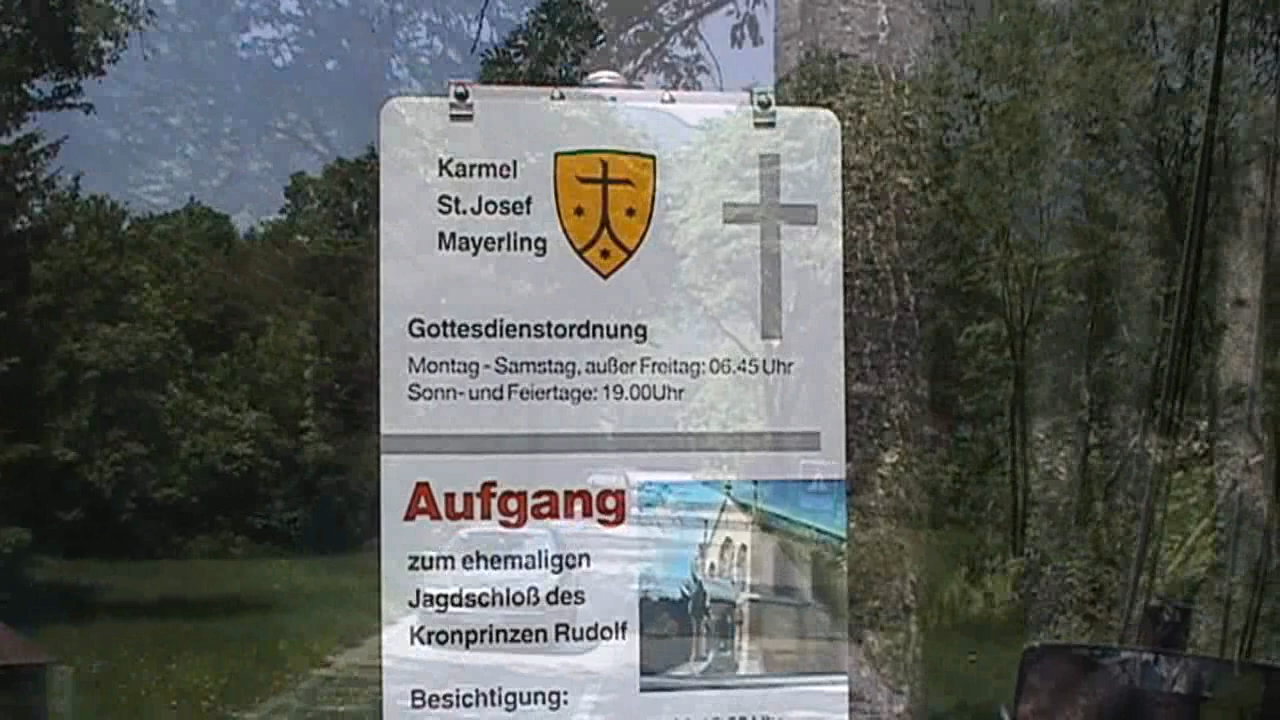 Karmel
St. Josef
Mayerling
Gottesdienstordnung
Montag - Samstag, außer Freitag: 06.45 Uhr
Sonn- und Feiertage: 19.00Uhr
Aufgang
zum ehemaligen
Jagdschloß des
Kronprinzen Rudolf
Besichtigung: